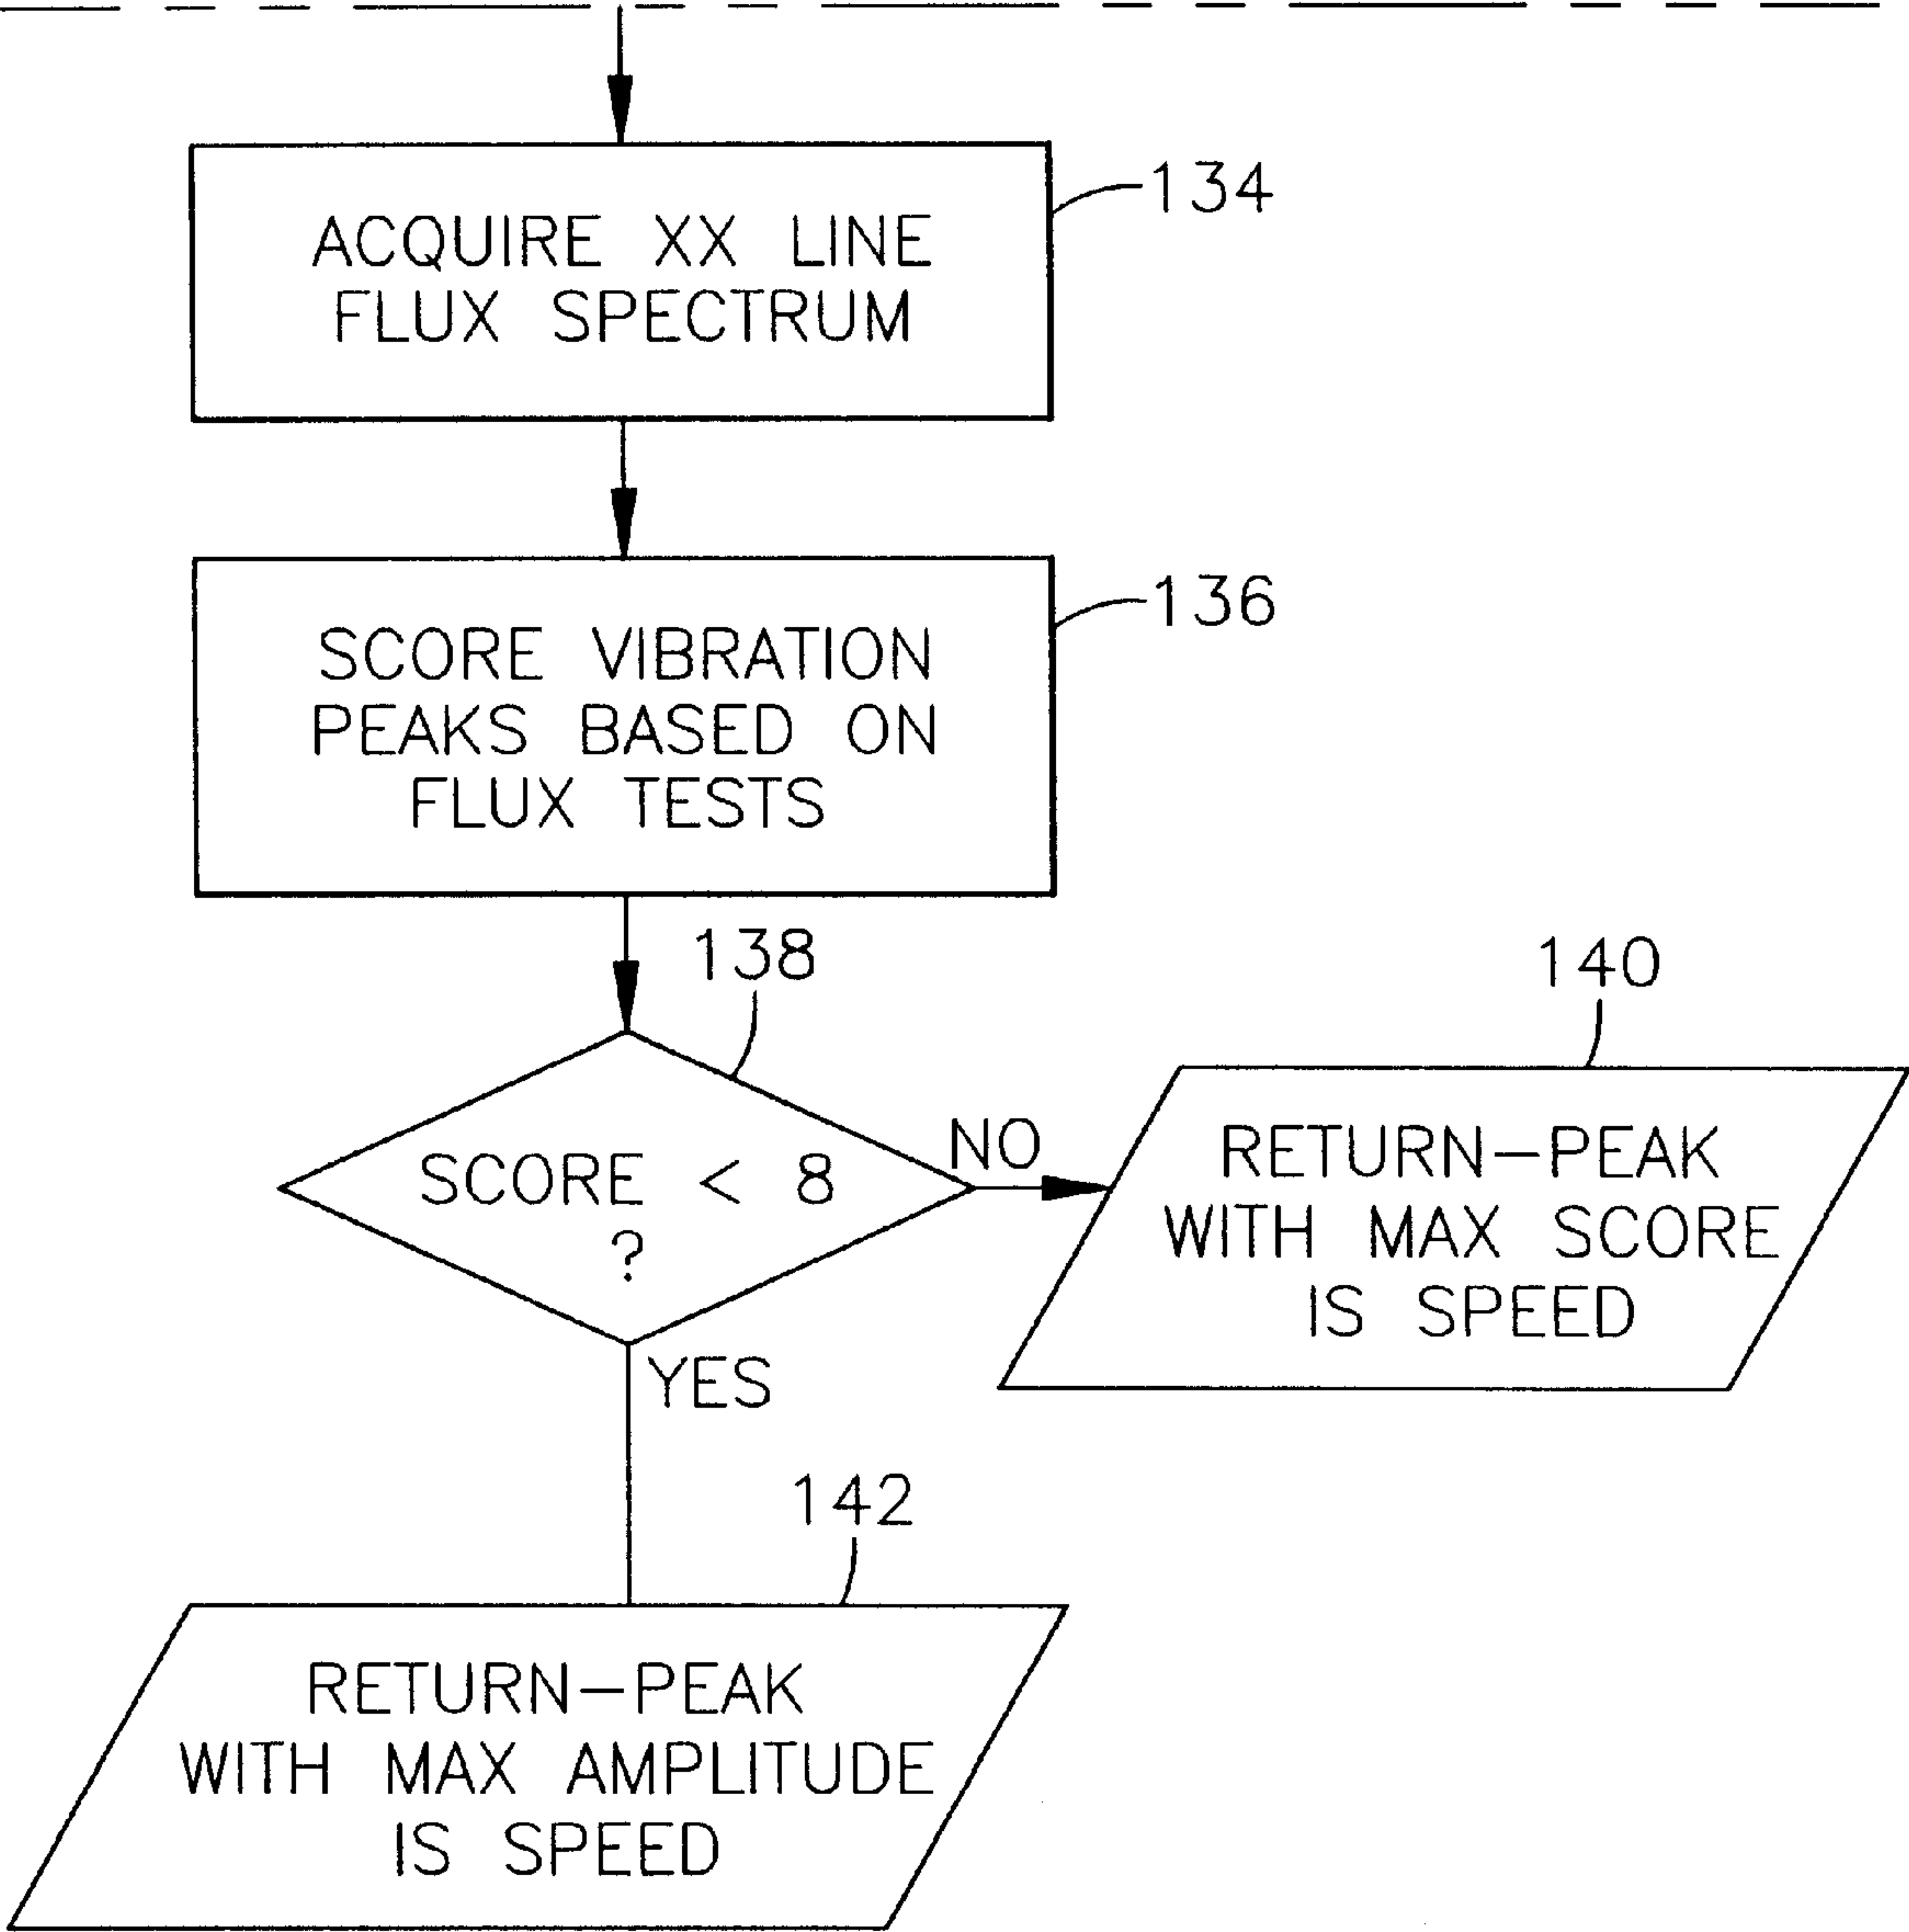 134
ACQUIRE XX LINE
FLUX SPECTRUM
136
SCORE VIBRATION
PEAKS BASED ON
FLUX TESTS
138
SCORE < 8
?
NO
YES
140
RETURN-PEAK
WITH MAX SCORE
IS SPEED
142
RETURN-PEAK
WITH MAX AMPLITUDE
IS SPEED